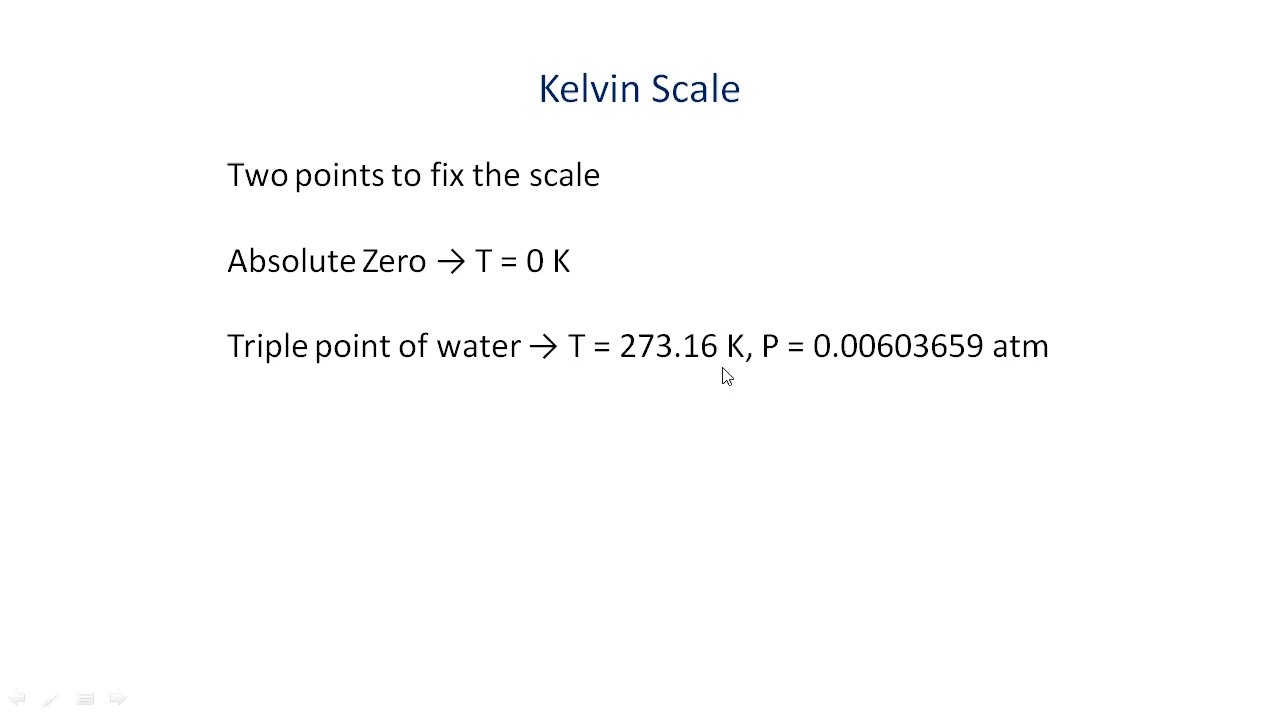 Kelvin Scale
Two points to fix the scale
Absolute Zero → T = 0 K
Triple point of water → T = 273.16 K, P = 0.00603659 atm